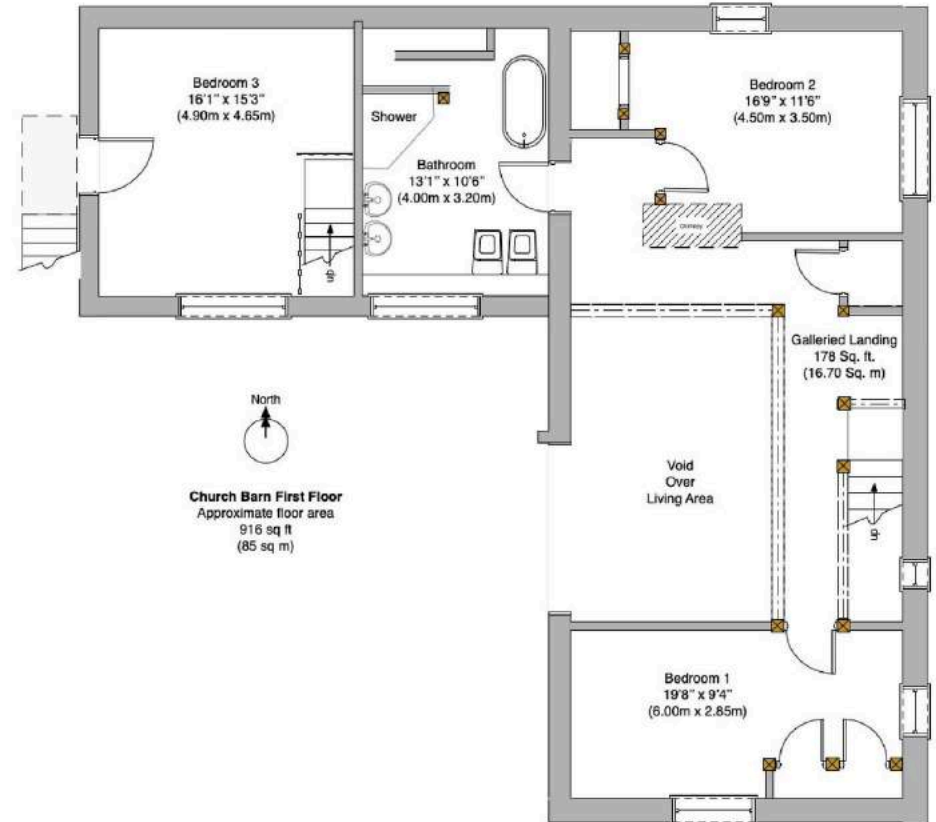 Bedroom 3
16'1" x 15'3"
(4.90m x 4.65m)
Shower
Bathroom
13'1" x 10'6"
(4.00m x 3.20m)
Bedroom 2
16'9" x 11'6"
(4.50m x 3.50m)
Chimney
dn
Galleried Landing
178 Sq. ft.
(16.70 Sq. m)
North
Church Barn First Floor
Approximate floor area
916 sq ft
(85 sq m)
Void
Over
Living Area
dn
Bedroom 1
19'8" x 9'4"
(6.00m x 2.85m)